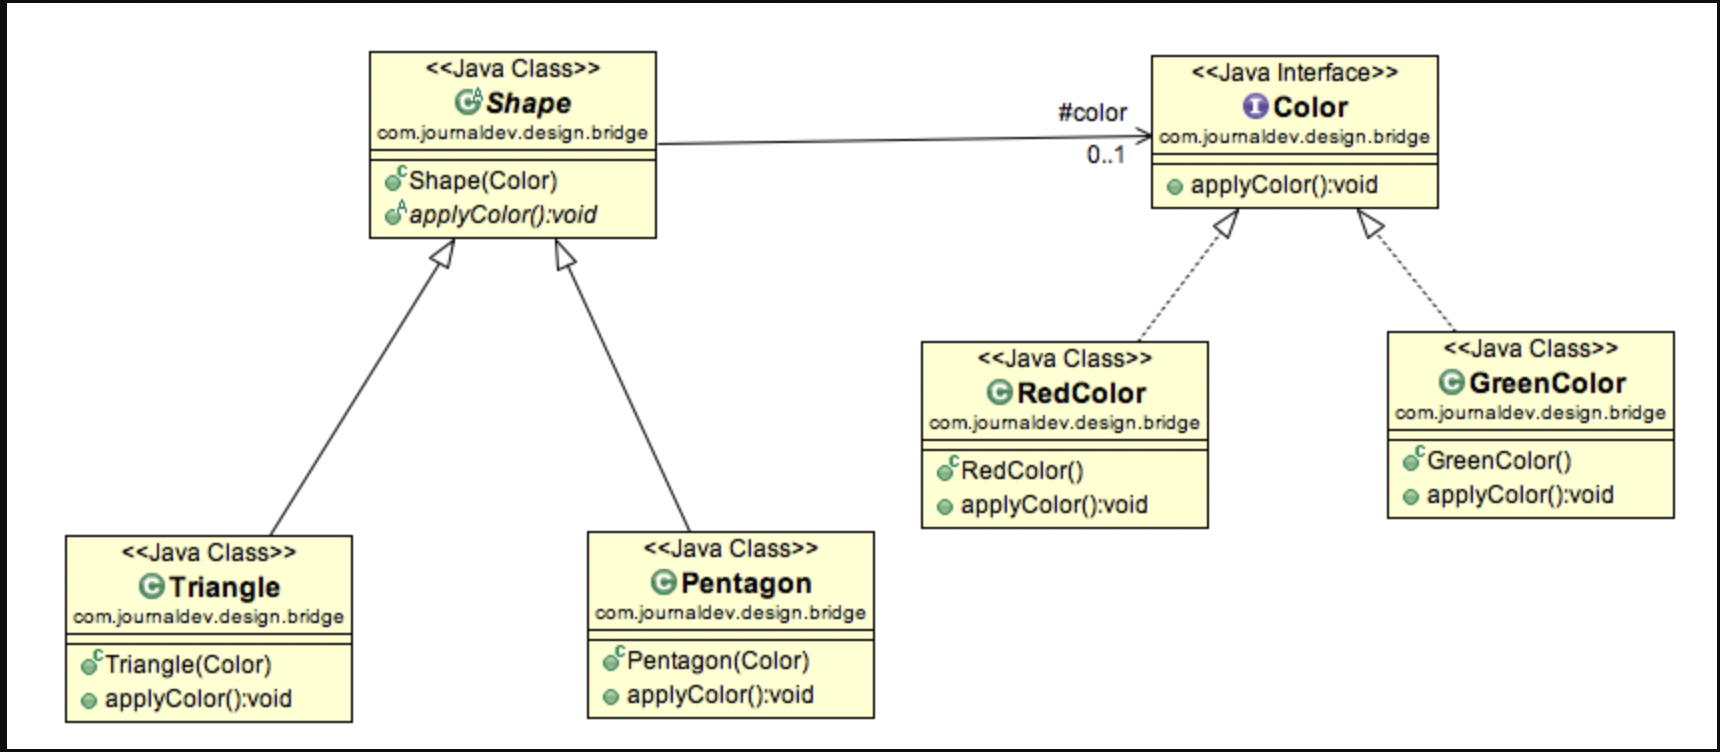 <<Java Class>>
Shape
com.journaldev.design.bridge
Shape(Color)
applyColor():void
#color
0..1
<<Java Interface>>
Color
com.journaldev.design.bridge
applyColor():void
<<Java Class>>
RedColor
com.journaldev.design.bridge
RedColor()
applyColor():void
<<Java Class>>
GreenColor
com.journaldev.design.bridge
GreenColor()
applyColor():void
<<Java Class>>
Triangle
com.journaldev.design.bridge
Triangle(Color)
applyColor():void
<<Java Class>>
Pentagon
com.journaldev.design.bridge
Pentagon(Color)
applyColor():void